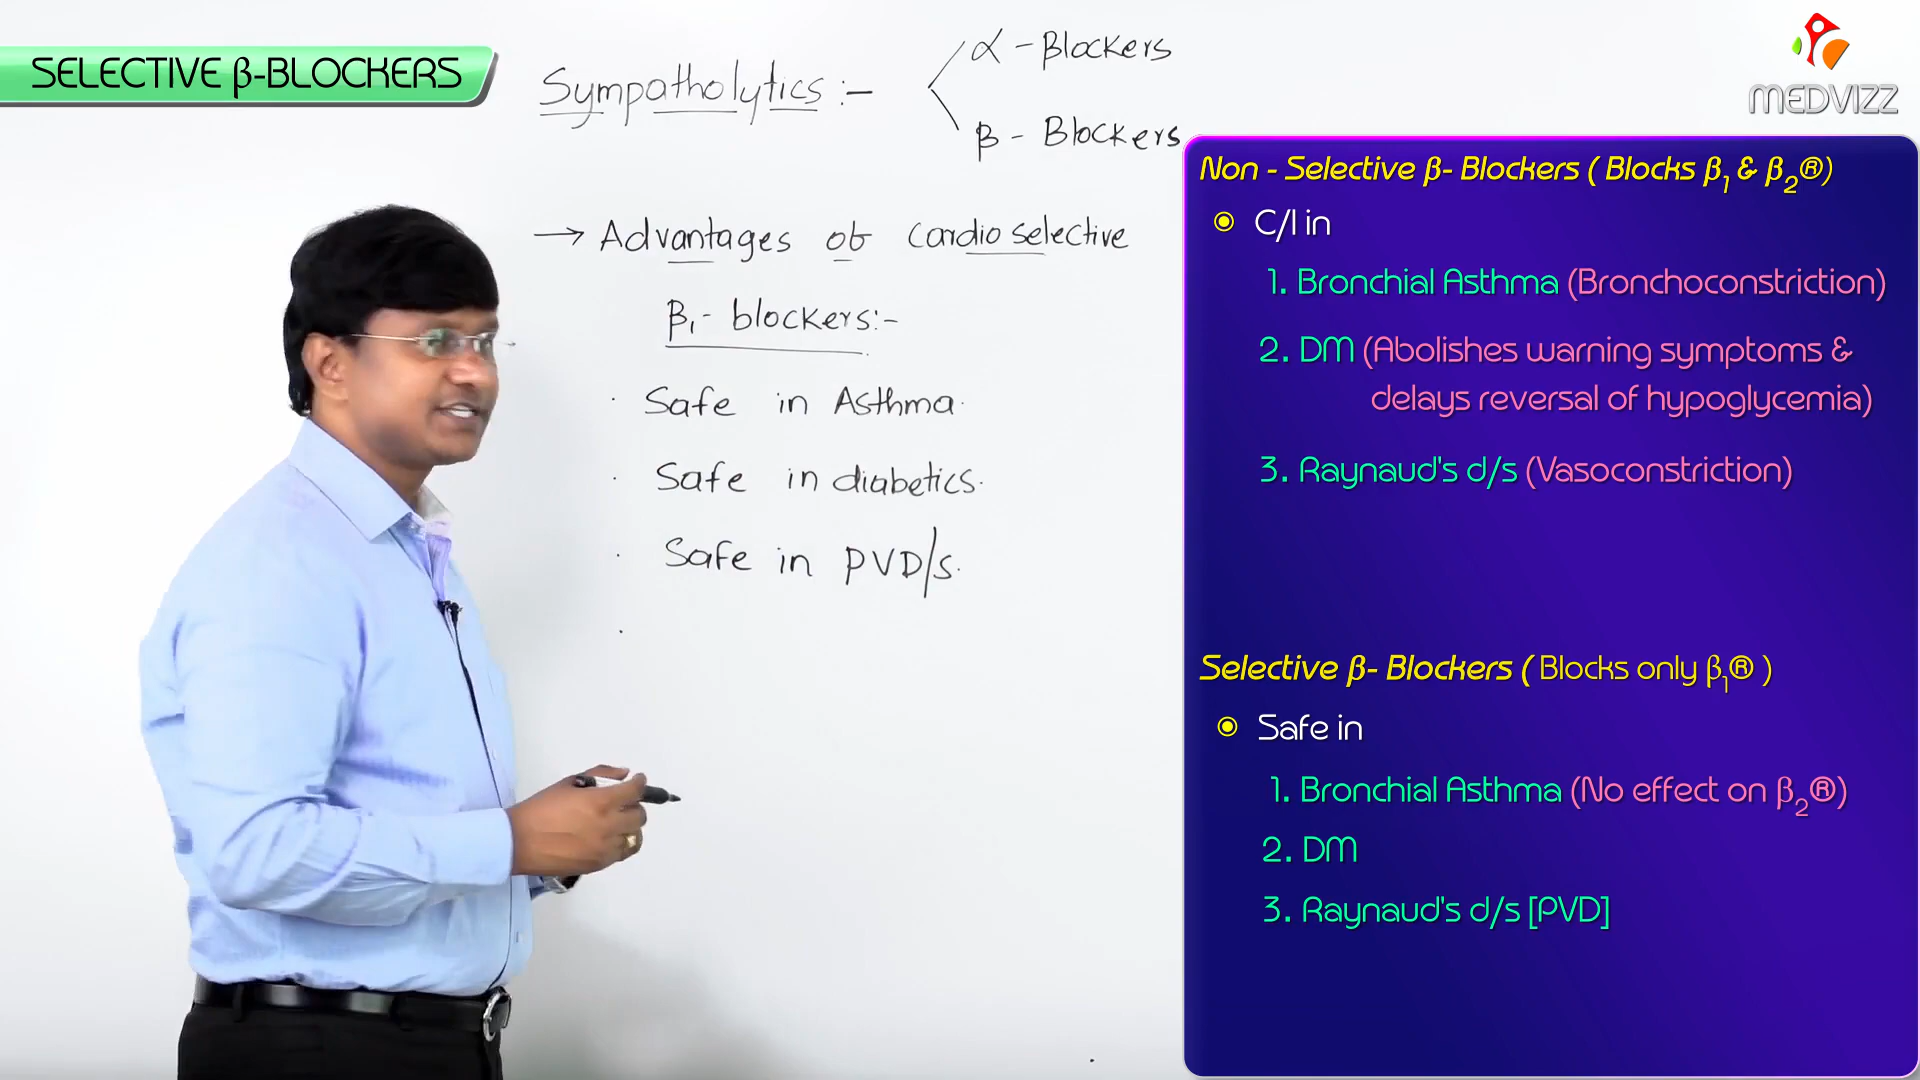 SELECTIVE β-BLOCKERS
Sympatholytics :-
α - Blockers
β - Blockers
→ Advantages of cardioselective
β₁ - blockers:-
· Safe in Asthma.
· Safe in diabetics.
· Safe in PVD/s.
·
MEDVIZZ
Non - Selective β- Blockers ( Blocks β₁ & β₂®)
C/I in
1. Bronchial Asthma (Bronchoconstriction)
2. DM (Abolishes warning symptoms &
delays reversal of hypoglycemia)
3. Raynaud's d/s (Vasoconstriction)
Selective β- Blockers ( Blocks only β₁® )
Safe in
1. Bronchial Asthma (No effect on β₂®)
2. DM
3. Raynaud's d/s [PVD]